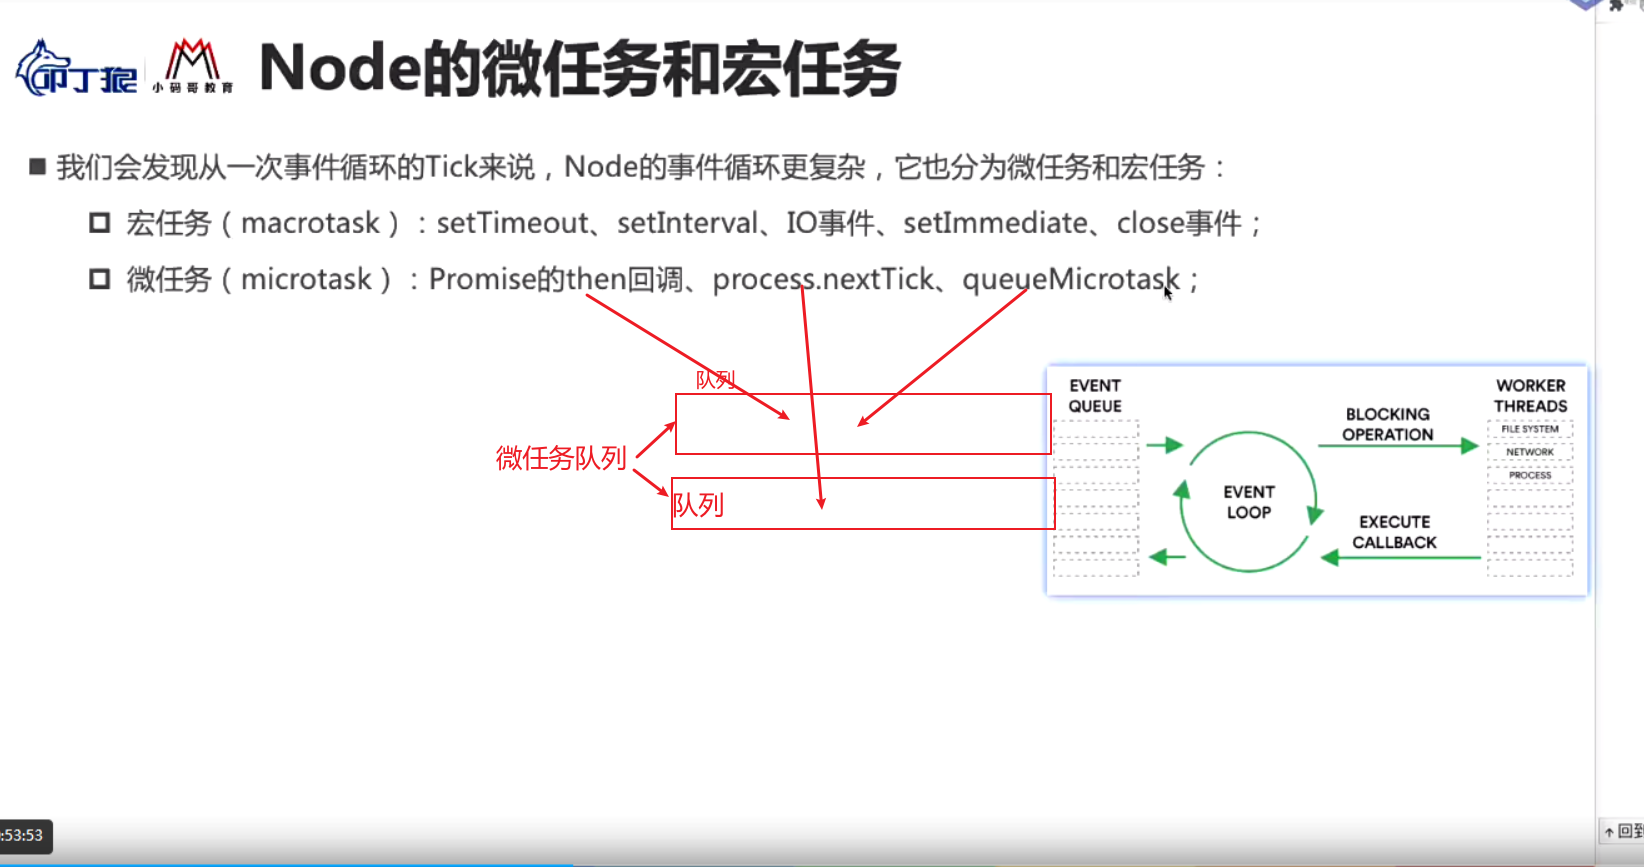 叩丁狼
小码哥教育
Node的微任务和宏任务
我们会发现从一次事件循环的Tick来说，Node的事件循环更复杂，它也分为微任务和宏任务：
宏任务（macrotask）：setTimeout、setInterval、IO事件、setImmediate、close事件；
微任务（microtask）：Promise的then回调、process.nextTick、queueMicrotask；
队列
微任务队列
队列
EVENT
QUEUE
EVENT
LOOP
BLOCKING
OPERATION
EXECUTE
CALLBACK
WORKER
THREADS
FILE SYSTEM
NETWORK
PROCESS
:53:53
回到